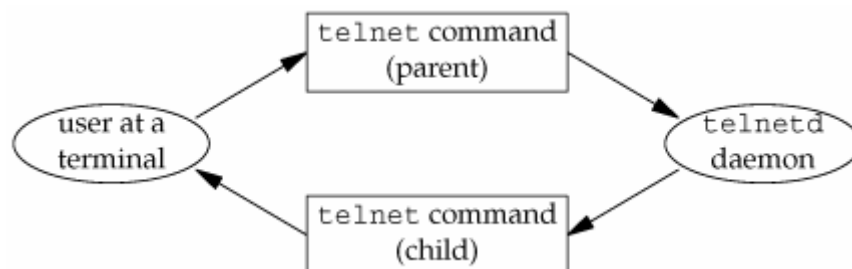 telnet command
(parent)
user at a
terminal
telnetd
daemon
telnet command
(child)